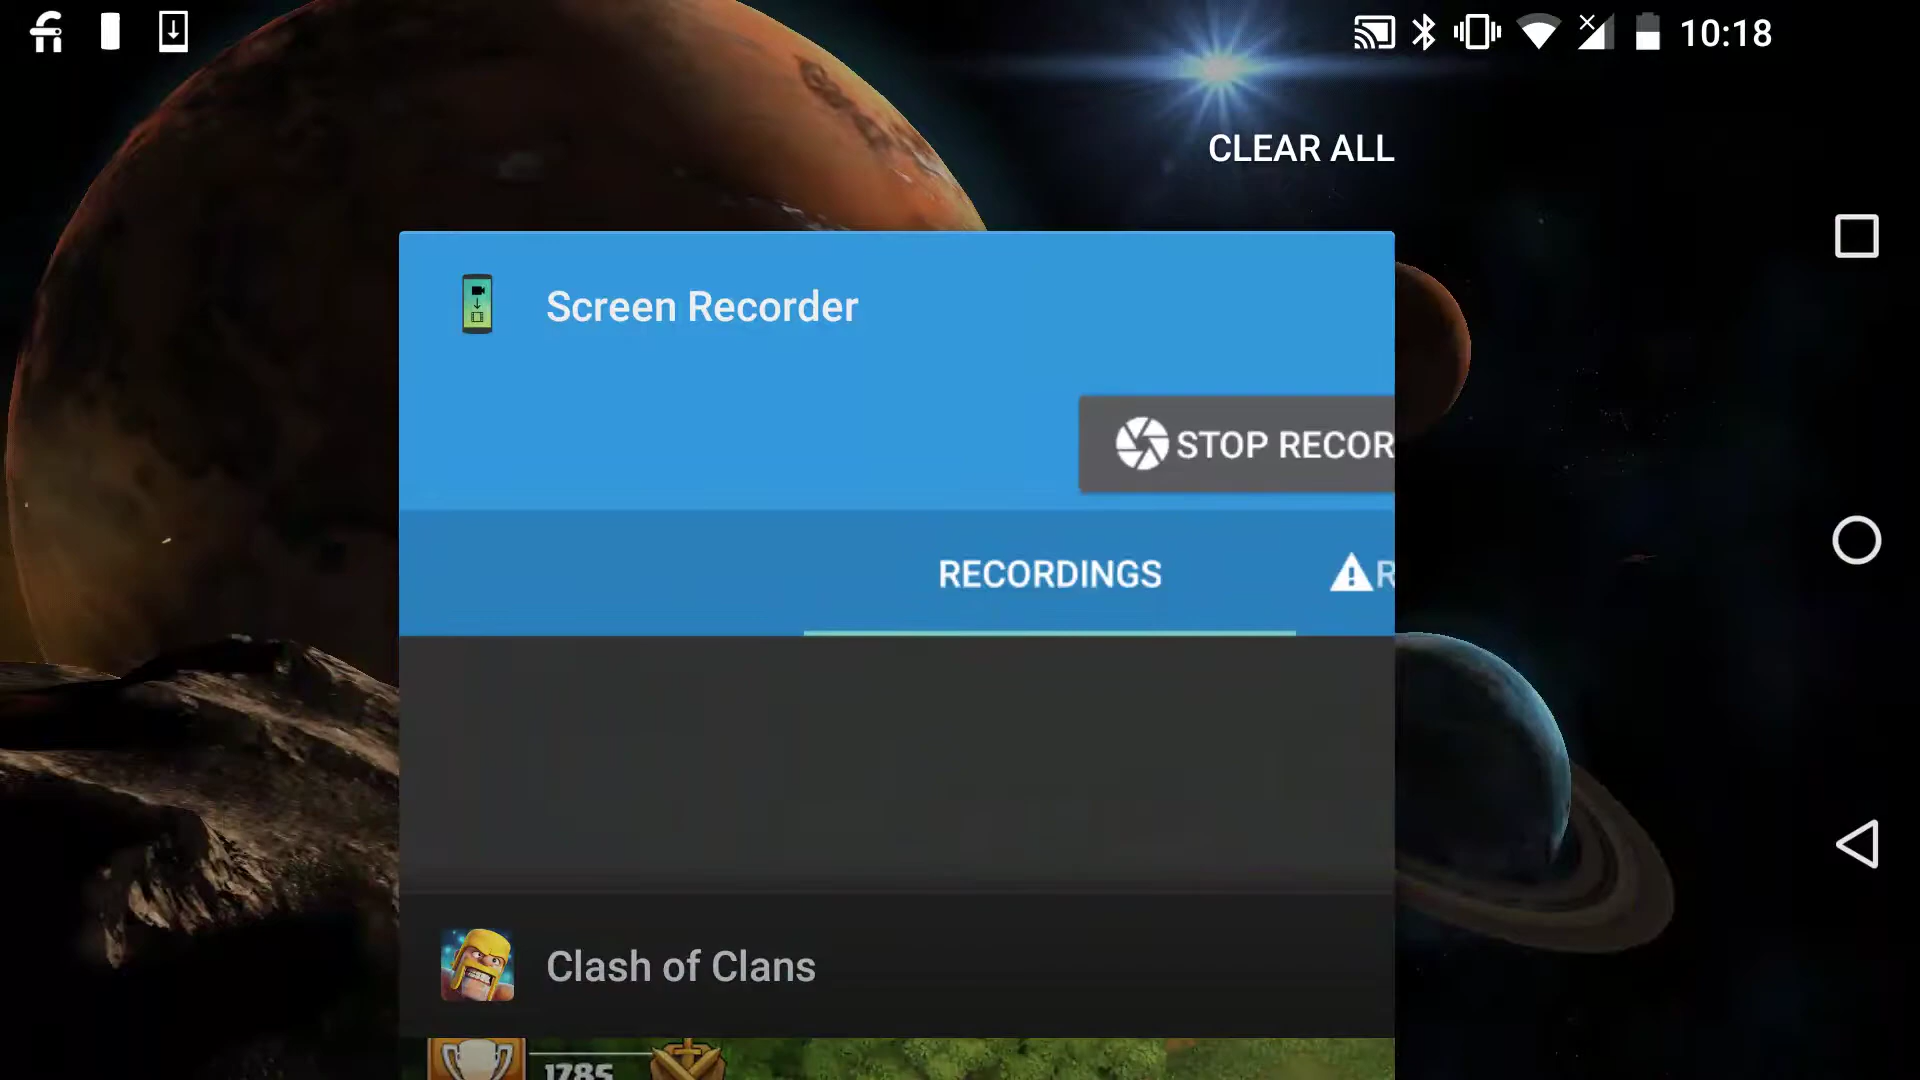 10:18
CLEAR ALL
Screen Recorder
STOP RECOR
RECORDINGS
R
Clash of Clans
1785